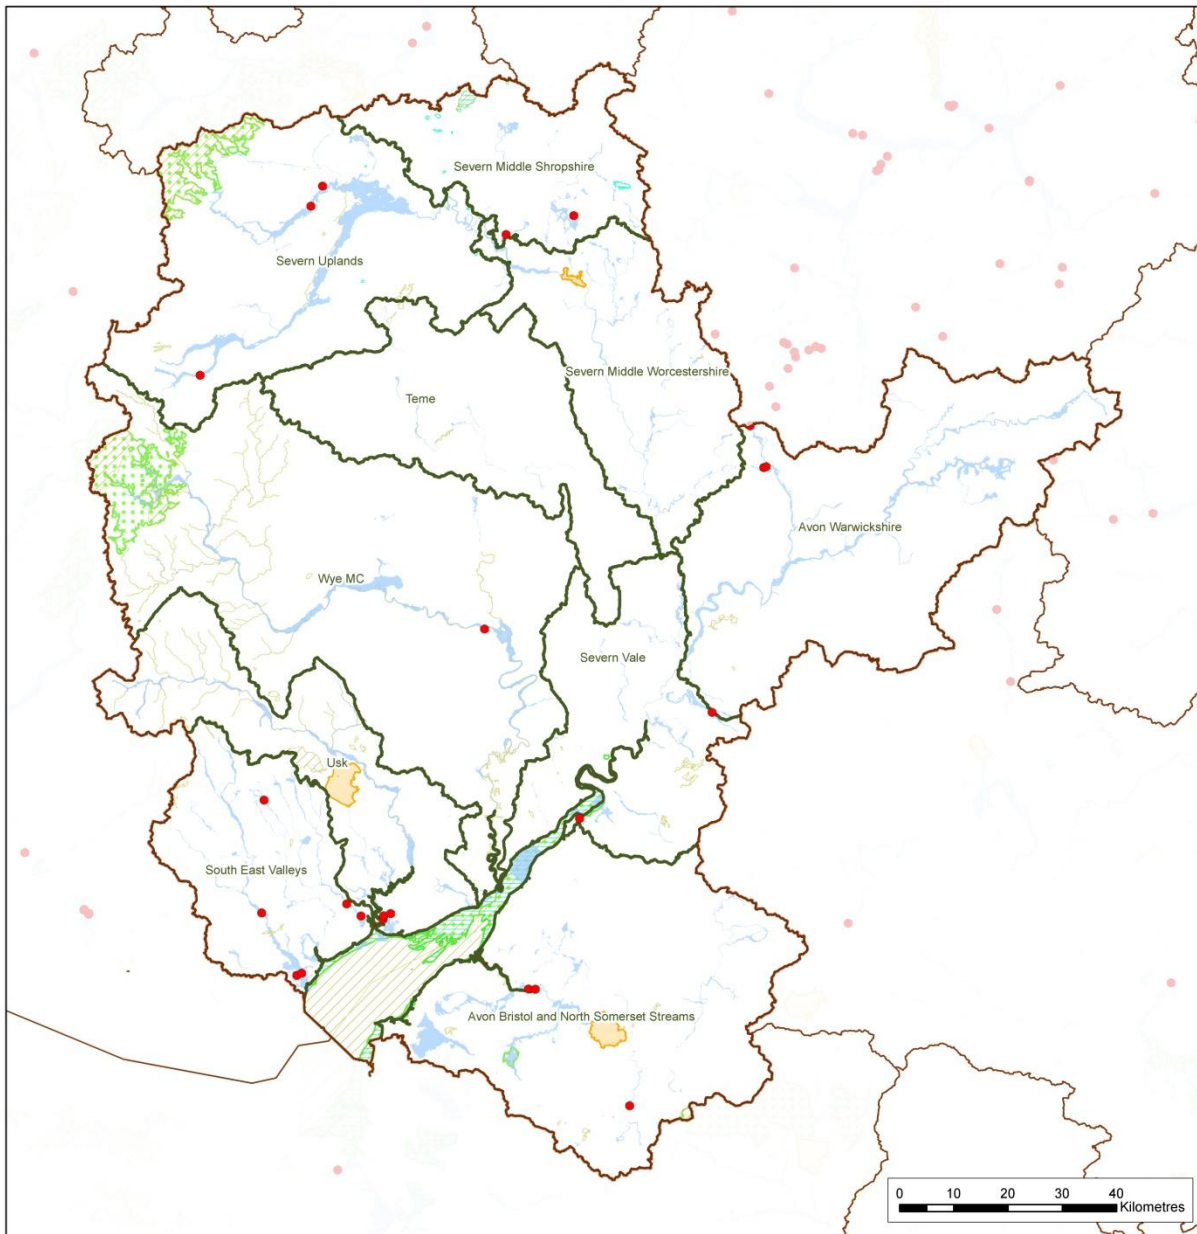 Severn Middle Shropshire
Severn Uplands
Severn Middle Worcestershire
Teme
Avon Warwickshire
Wye MC
Severn Vale
Usk
South East Valleys
Avon Bristol and North Somerset Streams
0 10 20 30 40
Kilometres